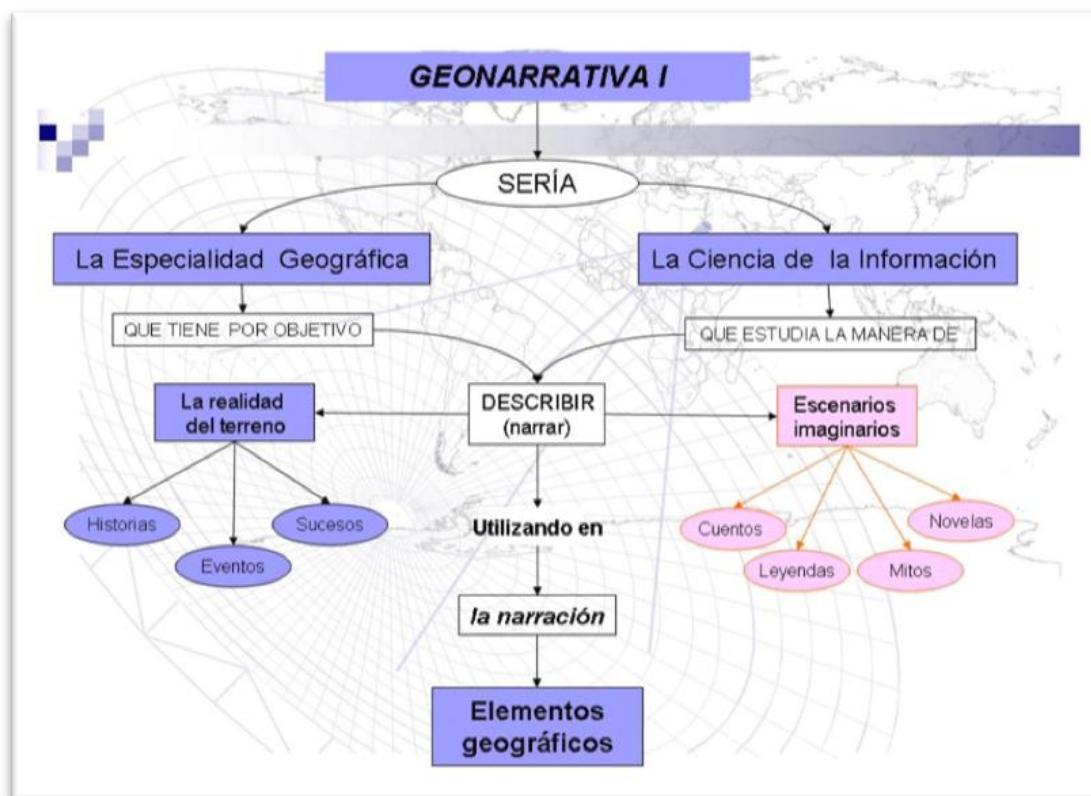 GEONARRATIVA I
SERÍA
La Especialidad Geográfica
La Ciencia de la Información
QUE TIENE POR OBJETIVO
QUE ESTUDIA LA MANERA DE
La realidad
del terreno
DESCRIBIR
(narrar)
Escenarios
imaginarios
Historias
Eventos
Sucesos
Utilizando en
Cuentos
Leyendas
Mitos
Novelas
la narración
Elementos
geográficos